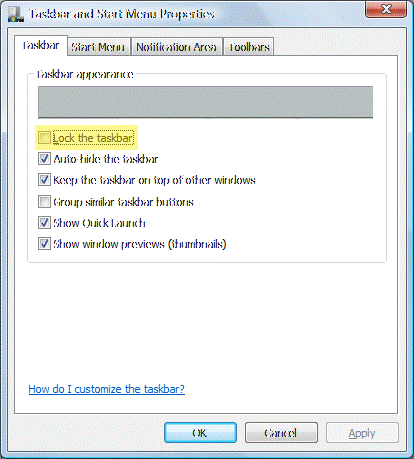 Taskbar and Start Menu Properties
Taskbar Start Menu Notification Area Toolbars
Taskbar appearance
Lock the taskbar
Auto-hide the taskbar
Keep the taskbar on top of other windows
Group similar taskbar buttons
Show Quick Launch
Show window previews (thumbnails)
How do I customize the taskbar?
OK Cancel Apply